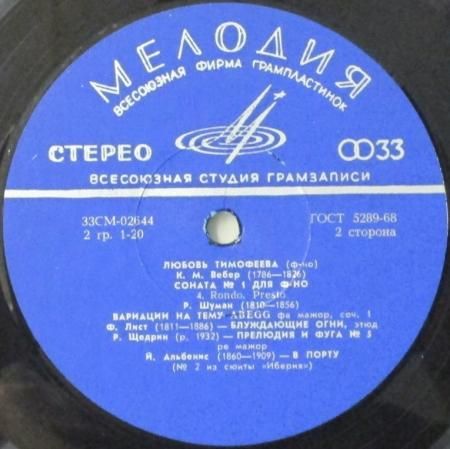 МЕЛОДИЯ
ВСЕСОЮЗНАЯ ФИРМА ГРАМПЛАСТИНОК
СТЕРЕО 33
ВСЕСОЮЗНАЯ СТУДИЯ ГРАМЗАПИСИ
33СМ-02644 ГОСТ 5289-68
2 гр. 1-20 2 сторона
ЛЮБОВЬ ТИМОФЕЕВА (ф-но)
К. М. Вебер (1786—1826)
СОНАТА № 1 ДЛЯ Ф-НО
4. Rondo. Presto
Р. Шуман (1810—1856)
ВАРИАЦИИ НА ТЕМУ ABEGG фа мажор, соч. 1
Ф. Лист (1811—1886) — БЛУЖДАЮЩИЕ ОГНИ, этюд
Р. Щедрин (р. 1932) — ПРЕЛЮДИЯ И ФУГА № 5
ре мажор
Й. Альбенис (1860—1909) — В ПОРТУ
(№ 2 из сюиты «Иберия»)